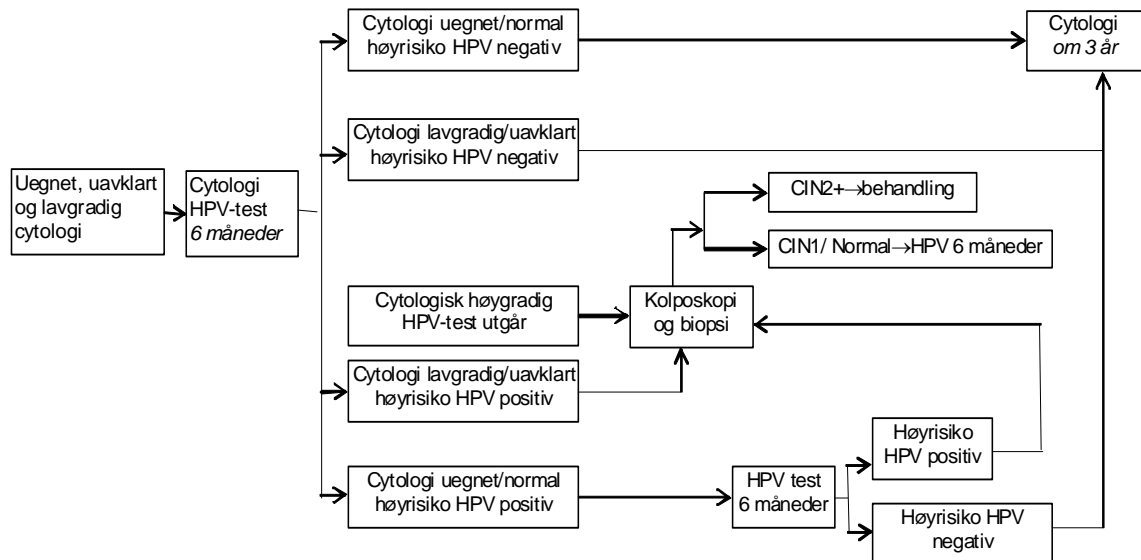 Uegnet, uavklart
og lavgradig
cytologi
Cytologi
HPV-test
6 måneder
Cytologi uegnet/normal
høyrisiko HPV negativ
Cytologi
om 3 år
Cytologi lavgradig/uavklart
høyrisiko HPV negativ
CIN2+→behandling
CIN1/ Normal→HPV 6 måneder
Cytologisk høygradig
HPV-test utgår
Kolposkopi
og biopsi
Cytologi lavgradig/uavklart
høyrisiko HPV positiv
Cytologi uegnet/normal
høyrisiko HPV positiv
HPV test
6 måneder
Høyrisiko
HPV positiv
Høyrisiko HPV
negativ